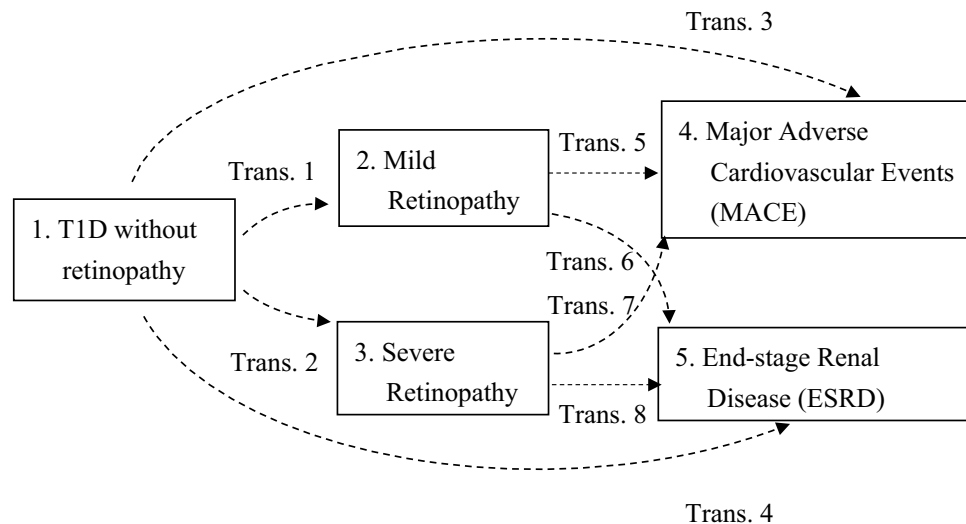 Trans. 3
4. Major Adverse
Cardiovascular Events
(MACE)
Trans. 5
2. Mild
Retinopathy
Trans. 1
1. T1D without
retinopathy
Trans. 6
Trans. 7
Trans. 2
3. Severe
Retinopathy
5. End-stage Renal
Disease (ESRD)
Trans. 8
Trans. 4